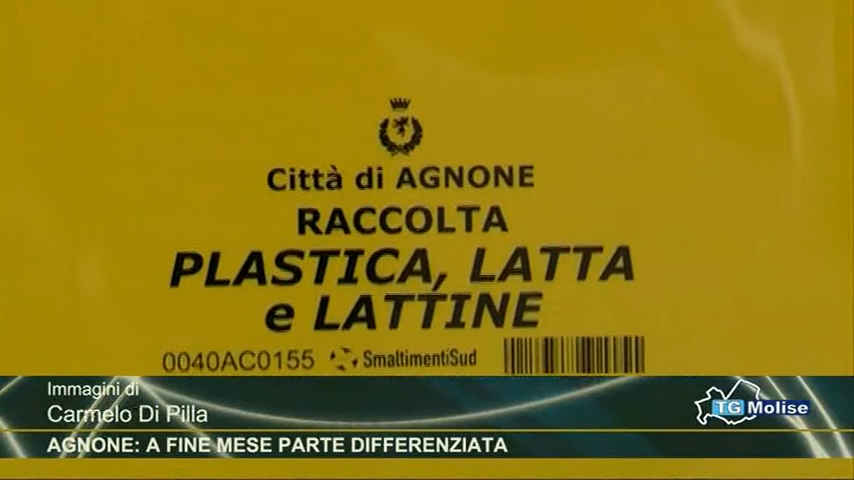 Città di AGNONE
RACCOLTA
PLASTICA, LATTA
e LATTINE
0040AC0155 SmaltimentiSud
Immagini di
Carmelo Di Pilla
TG Molise
AGNONE: A FINE MESE PARTE DIFFERENZIATA